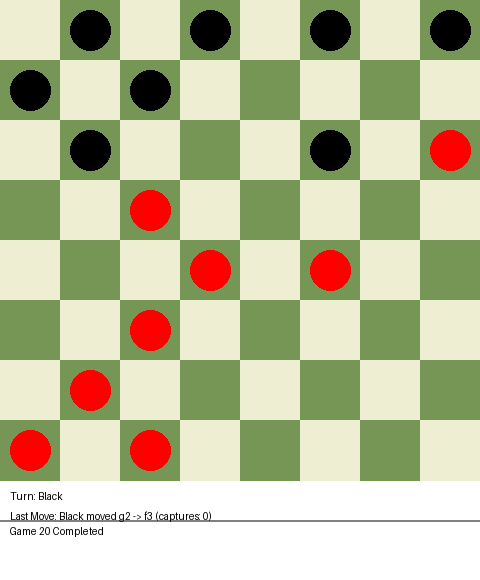 Turn: Black
Last Move: Black moved g2 -> f3 (captures: 0)
Game 20 Completed